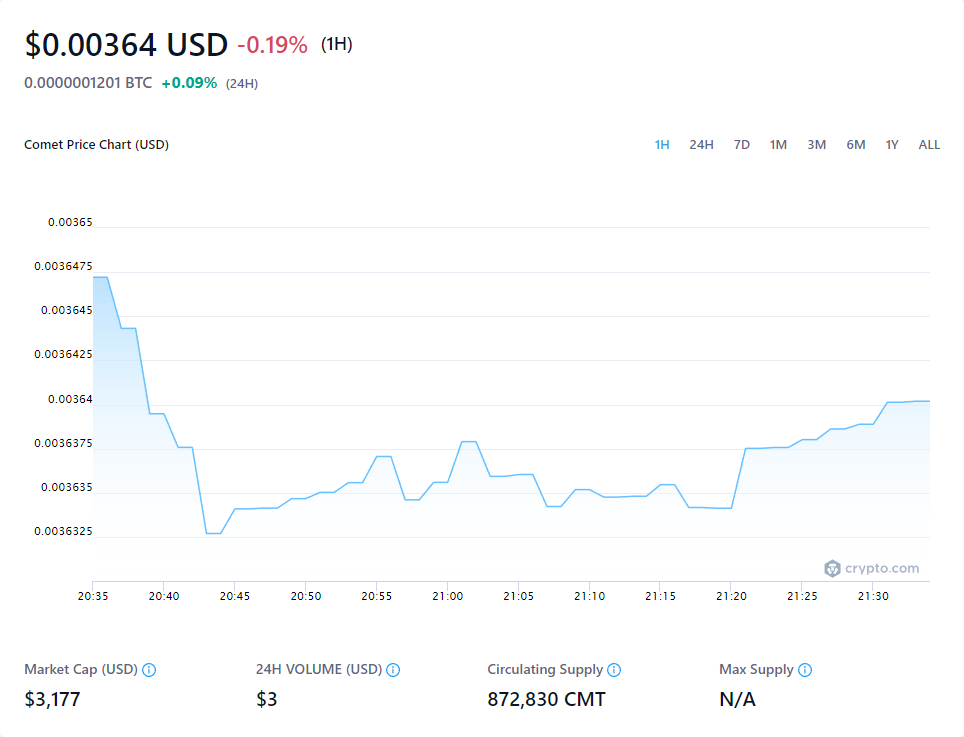 $0.00364 USD -0.19% (1H)
0.0000001201 BTC +0.09% (24H)
Comet Price Chart (USD) 1H 24H 7D 1M 3M 6M 1Y ALL
0.00365
0.0036475
0.003645
0.0036425
0.00364
0.0036375
0.003635
0.0036325
crypto.com
20:35 20:40 20:45 20:50 20:55 21:00 21:05 21:10 21:15 21:20 21:25 21:30
Market Cap (USD) 24H VOLUME (USD) Circulating Supply Max Supply
$3,177 $3 872,830 CMT N/A